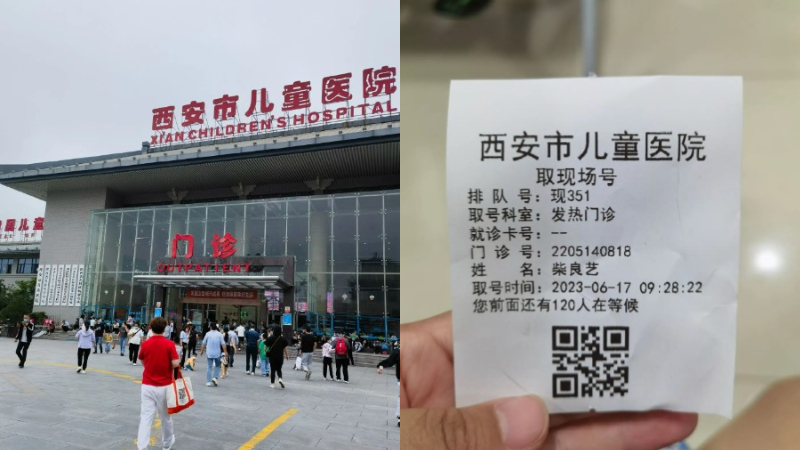 西安市儿童医院
XIAN CHILDREN'S HOSPITAL
门诊
OUTPATIENT
西安市儿童医院
取现场号
排队号：现351
取号科室：发热门诊
就诊卡号：--
门诊号：2205140818
姓名：柴良艺
取号时间：2023-06-17 09:28:22
您前面还有120人在等候